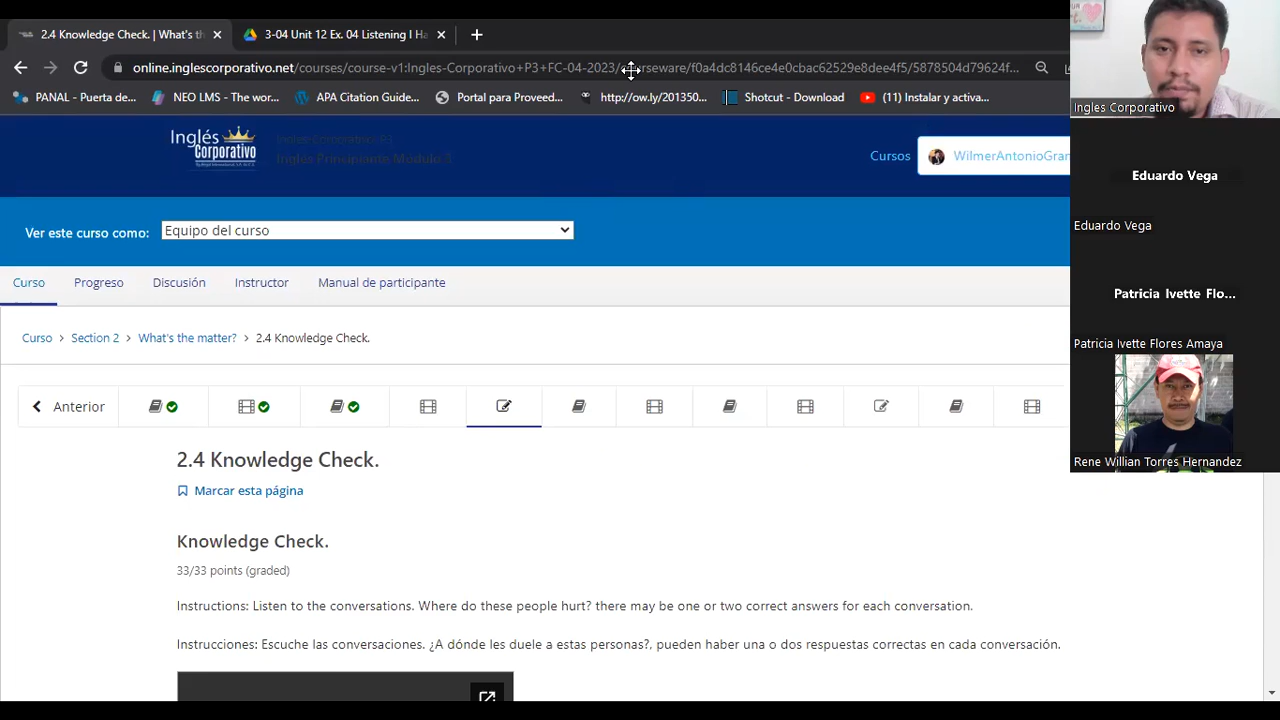 2.4 Knowledge Check. | What's th
3-04 Unit 12 Ex. 04 Listening I Ha
online.inglescorporativo.net/courses/course-v1:Ingles-Corporativo+P3+FC-04-2023/courseware/f0a4dc8146ce4e0cbac62529e8dee4f5/5878504d79624f...
PANAL - Puerta de...
NEO LMS - The wor...
APA Citation Guide...
Portal para Proveed...
http://ow.ly/201350...
Shotcut - Download
(11) Instalar y activa...
Inglés
Corporativo
Inglés Principiante Módulo 3
Cursos
WilmerAntonioGran
Ver este curso como:
Equipo del curso
Curso
Progreso
Discusión
Instructor
Manual de participante
Curso > Section 2 > What's the matter? > 2.4 Knowledge Check.
Anterior
2.4 Knowledge Check.
Marcar esta página
Knowledge Check.
33/33 points (graded)
Instructions: Listen to the conversations. Where do these people hurt? there may be one or two correct answers for each conversation.
Instrucciones: Escuche las conversaciones. ¿A dónde les duele a estas personas?, pueden haber una o dos respuestas correctas en cada conversación.
Ingles Corporativo
Eduardo Vega
Eduardo Vega
Patricia Ivette Flo...
Patricia Ivette Flores Amaya
Rene Willian Torres Hernandez